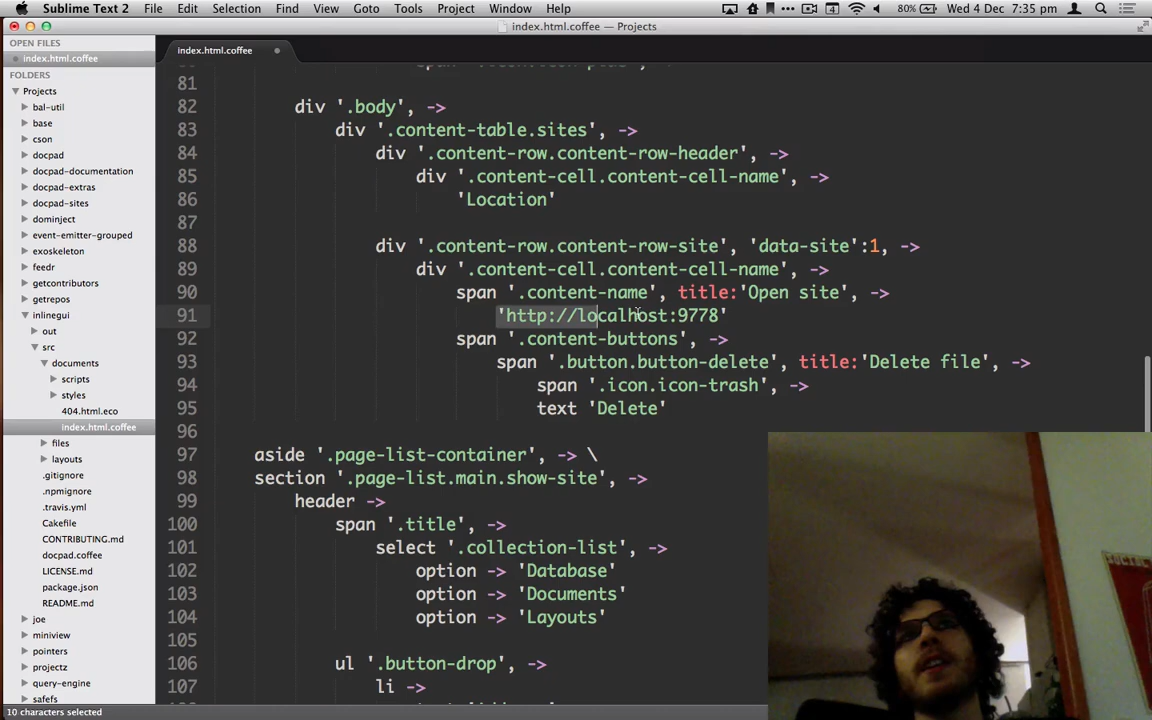 Sublime Text 2 File Edit Selection Find View Goto Tools Project Window Help 4 80% Wed 4 Dec 7:35 pm
index.html.coffee — Projects
OPEN FILES
index.html.coffee
FOLDERS
Projects
bal-util
base
cson
docpad
docpad-documentation
docpad-extras
docpad-sites
dominject
event-emitter-grouped
exoskeleton
feedr
getcontributors
getrepos
inlinegui
out
src
documents
scripts
styles
404.html.eco
index.html.coffee
files
layouts
.gitignore
.npmignore
.travis.yml
Cakefile
CONTRIBUTING.md
docpad.coffee
LICENSE.md
package.json
README.md
joe
miniview
pointers
projectz
query-engine
safefs
index.html.coffee
81
82 div '.body', ->
83 div '.content-table.sites', ->
84 div '.content-row.content-row-header', ->
85 div '.content-cell.content-cell-name', ->
86 'Location'
87
88 div '.content-row.content-row-site', 'data-site':1, ->
89 div '.content-cell.content-cell-name', ->
90 span '.content-name', title:'Open site', ->
91 'http://localhost:9778'
92 span '.content-buttons', ->
93 span '.button.button-delete', title:'Delete file', ->
94 span '.icon.icon-trash', ->
95 text 'Delete'
96
97 aside '.page-list-container', -> \
98 section '.page-list.main.show-site', ->
99 header ->
100 span '.title', ->
101 select '.collection-list', ->
102 option -> 'Database'
103 option -> 'Documents'
104 option -> 'Layouts'
105
106 ul '.button-drop', ->
107 li ->
10 characters selected